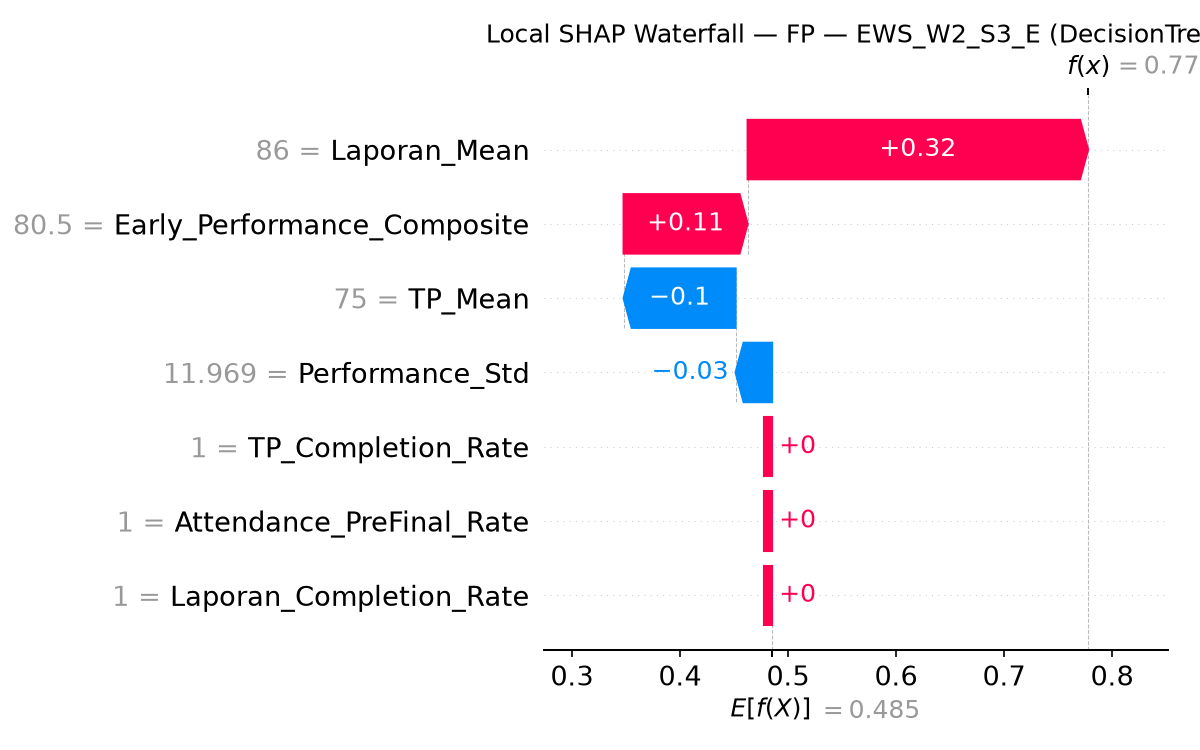 Local SHAP Waterfall — FP — EWS_W2_S3_E (DecisionTre
f(x) = 0.77
86 = Laporan_Mean
+0.32
80.5 = Early_Performance_Composite
+0.11
75 = TP_Mean
−0.1
11.969 = Performance_Std
−0.03
1 = TP_Completion_Rate
+0
1 = Attendance_PreFinal_Rate
+0
1 = Laporan_Completion_Rate
+0
0.3 0.4 0.5 0.6 0.7 0.8
E[f(X)] = 0.485